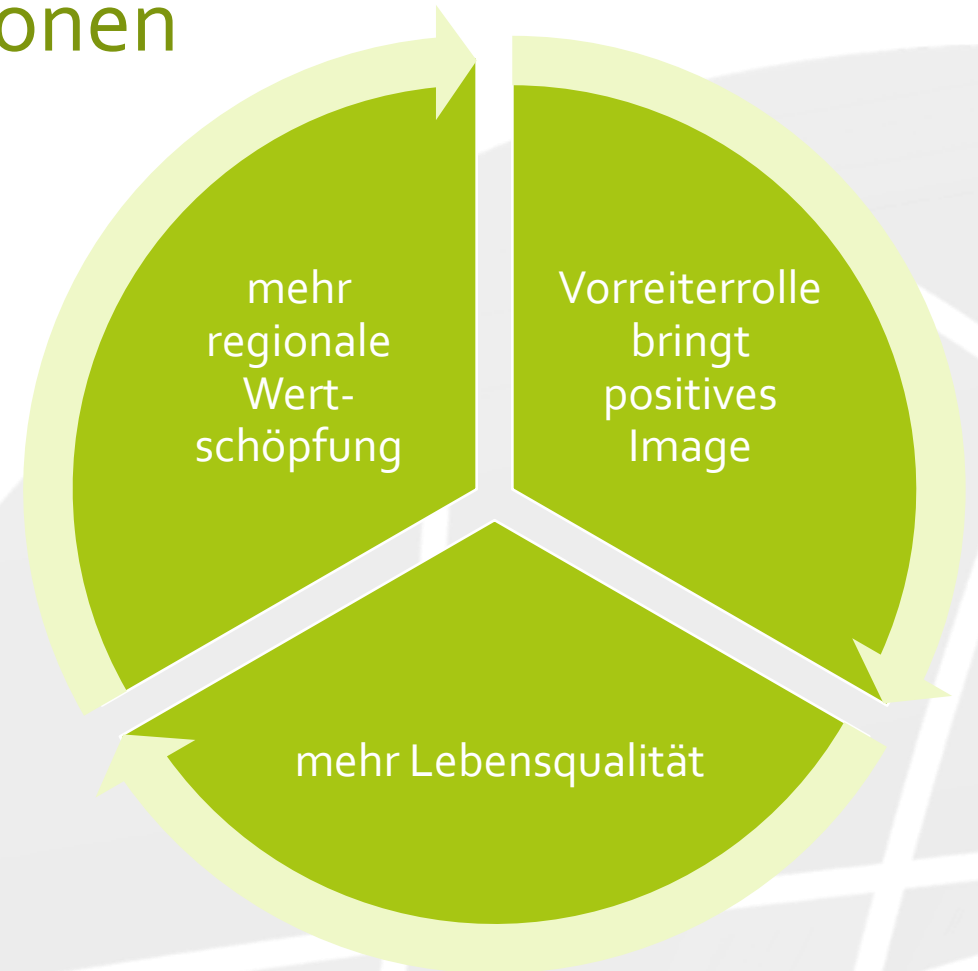 onen
mehr
regionale
Wert-
schöpfung
Vorreiterrolle
bringt
positives
Image
mehr Lebensqualität